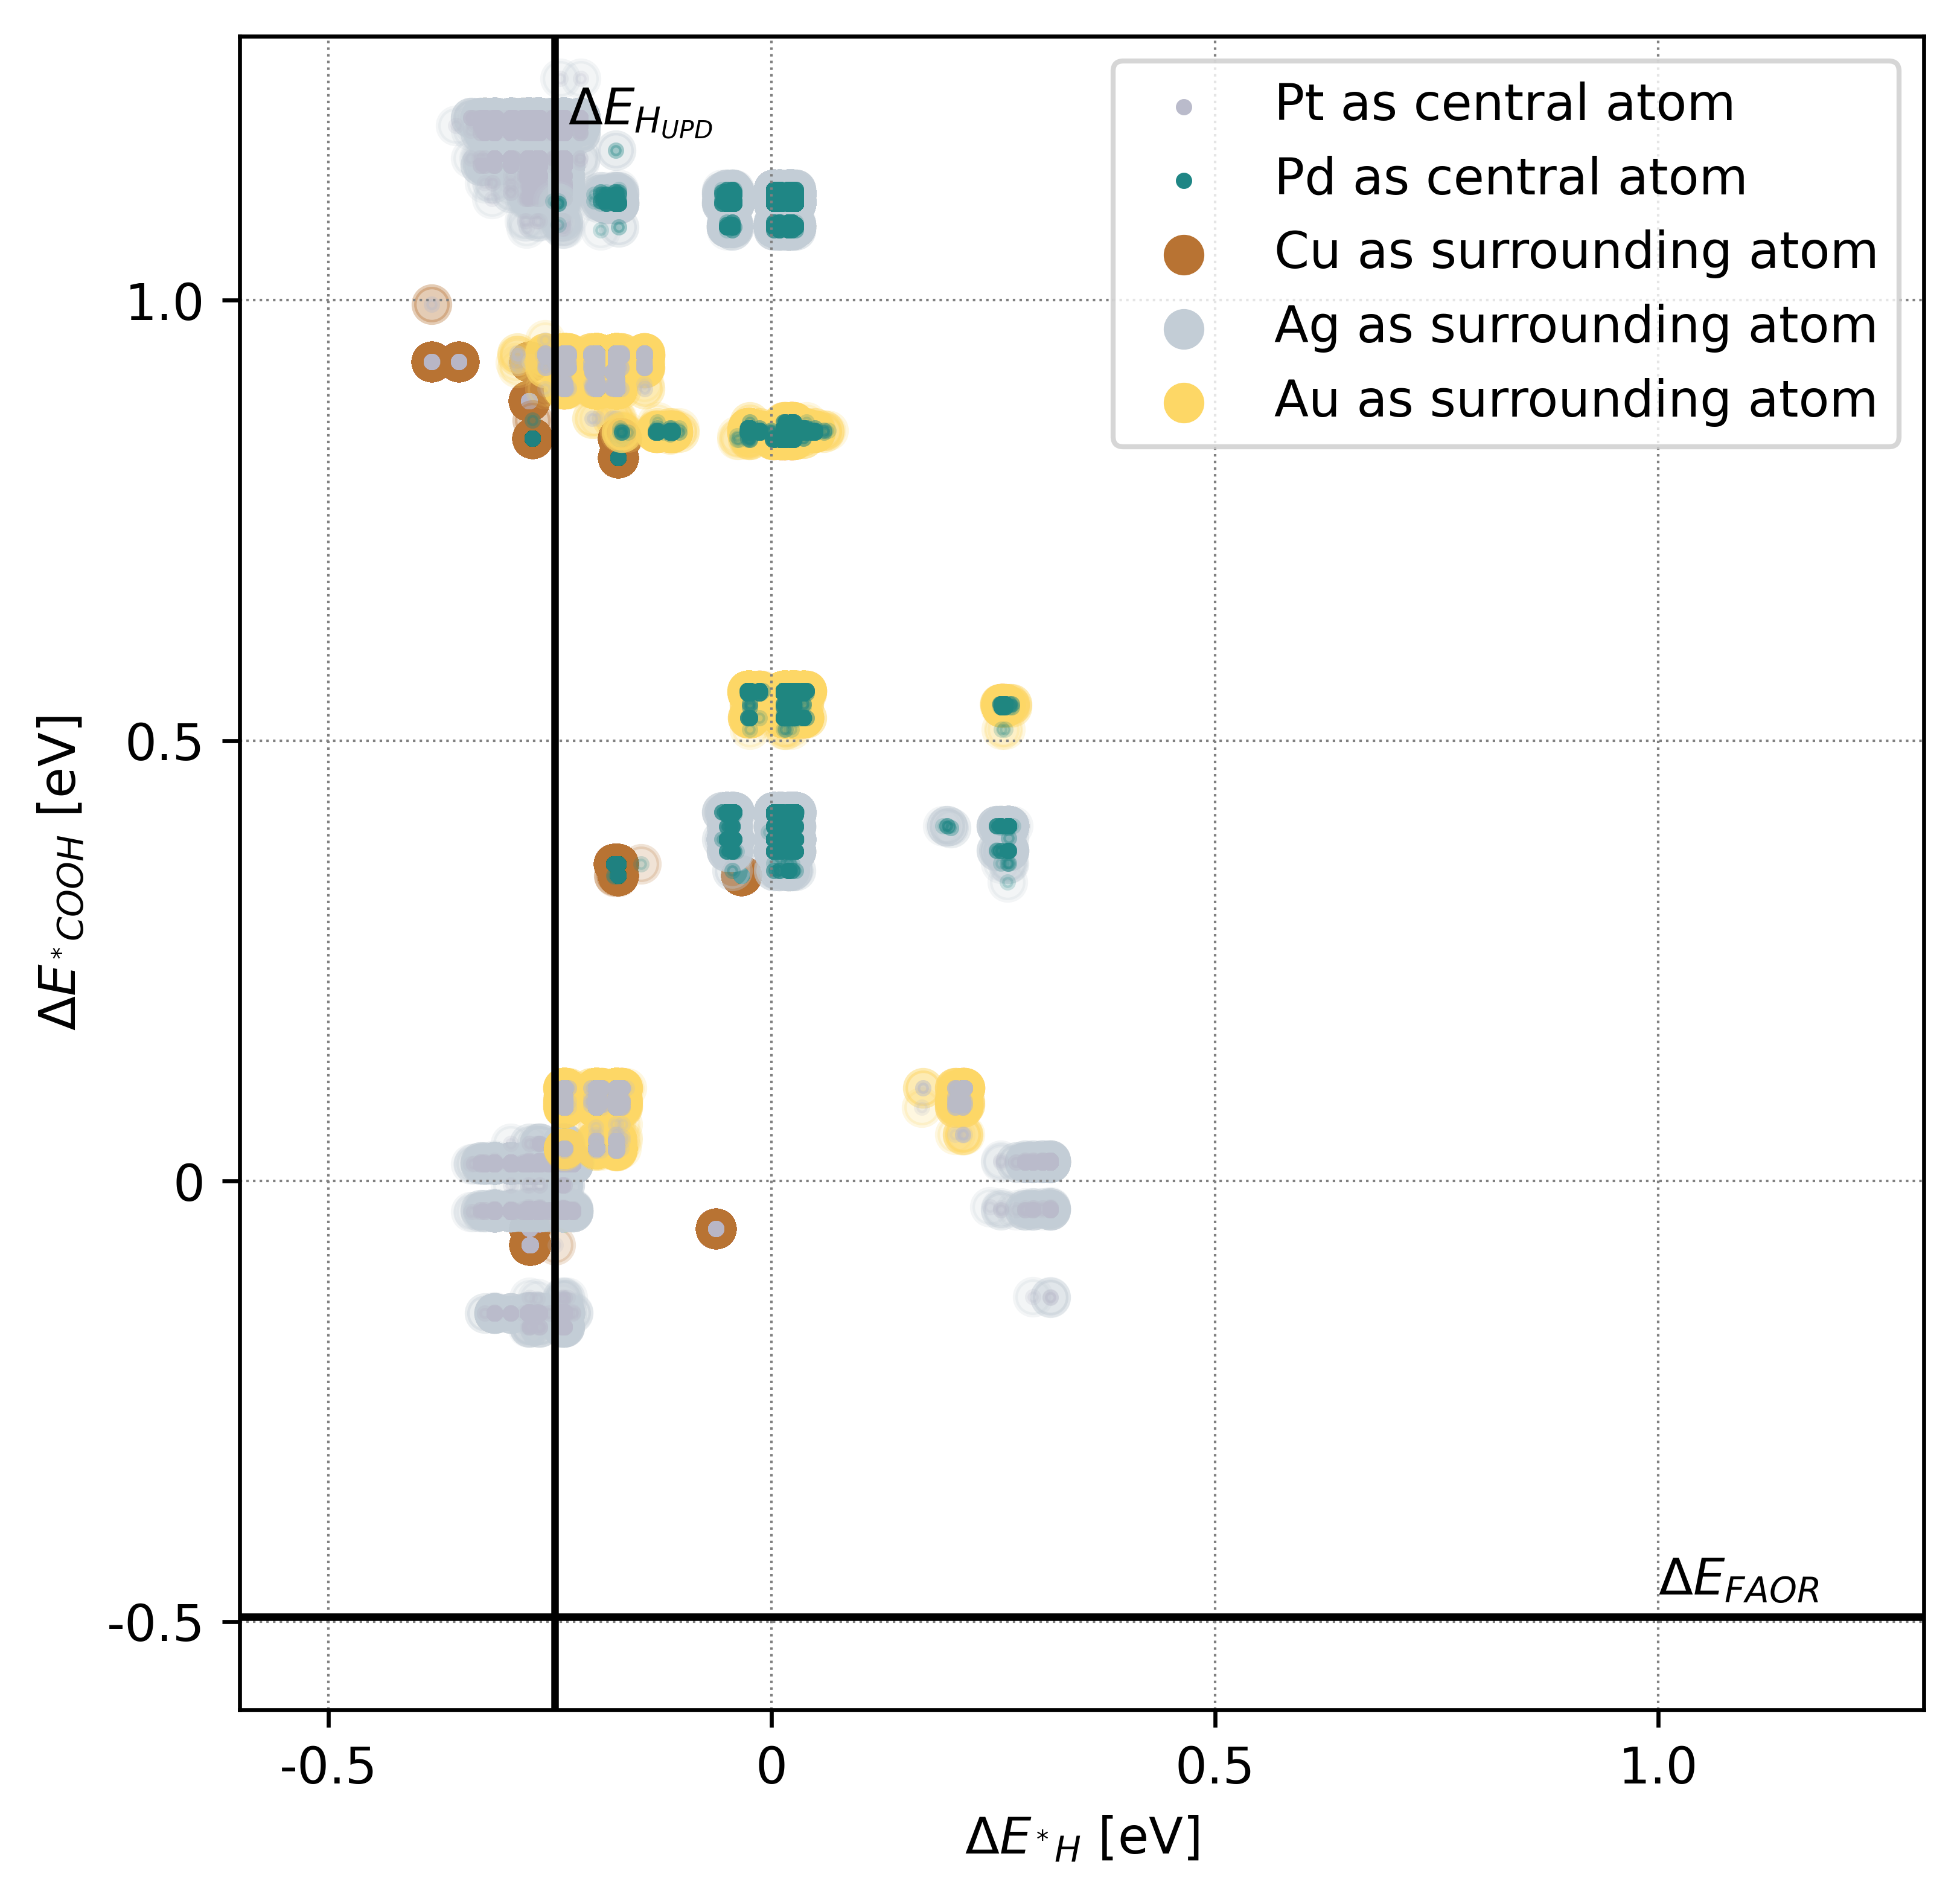 ΔE_{H_{UPD}}
Pt as central atom
Pd as central atom
Cu as surrounding atom
Ag as surrounding atom
Au as surrounding atom
1.0
0.5
0
-0.5
ΔE_{*COOH} [eV]
ΔE_{FAOR}
-0.5
0
0.5
1.0
ΔE_{*H} [eV]